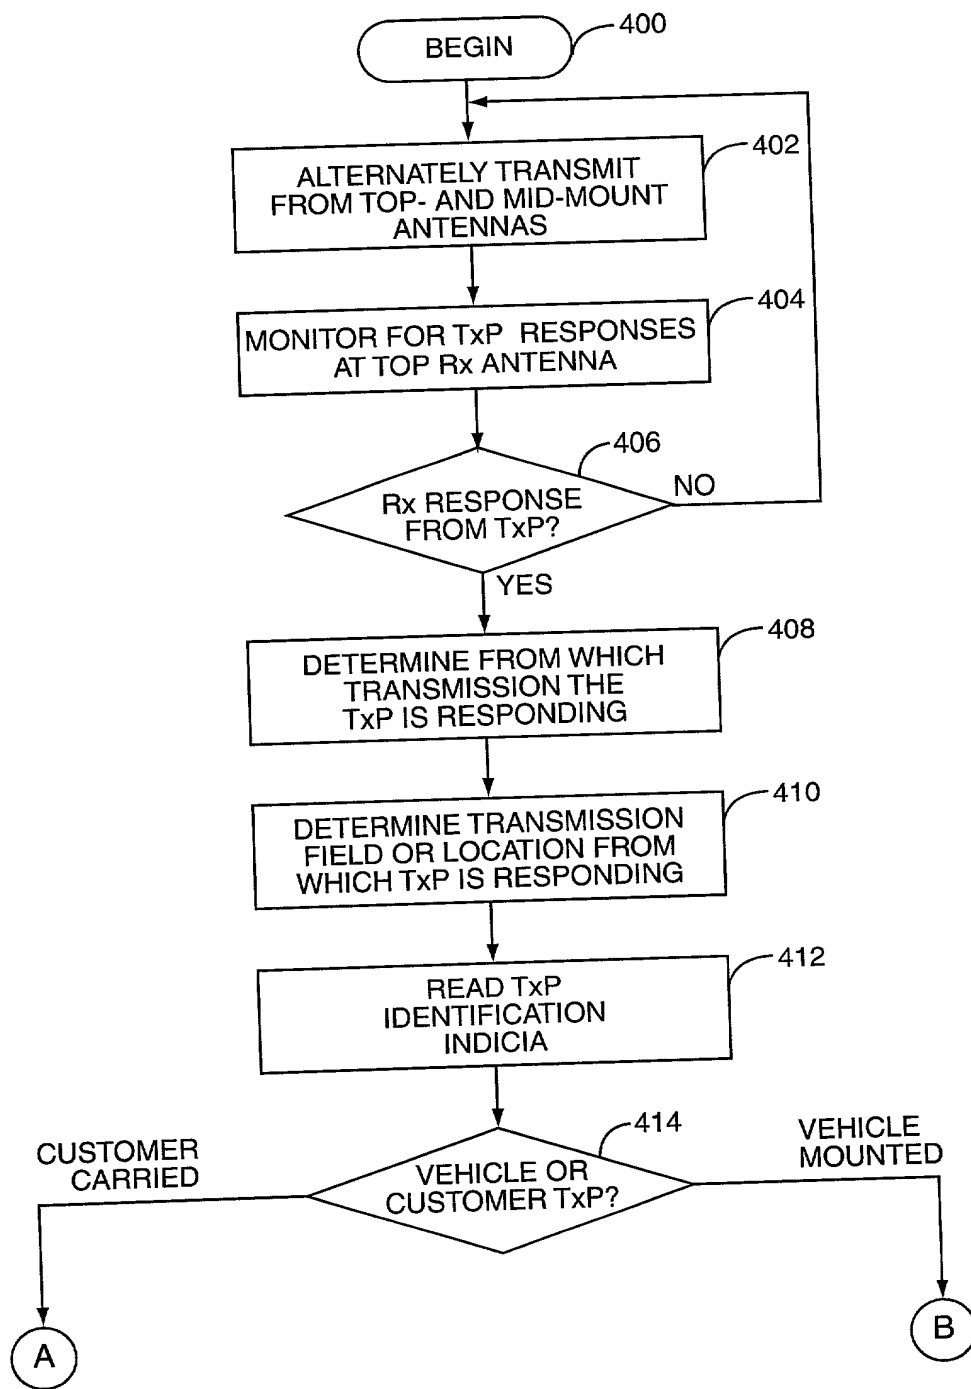 BEGIN
400
ALTERNATELY TRANSMIT
FROM TOP- AND MID-MOUNT
ANTENNAS
402
MONITOR FOR TxP RESPONSES
AT TOP Rx ANTENNA
404
Rx RESPONSE
FROM TxP?
406
NO
YES
DETERMINE FROM WHICH
TRANSMISSION THE
TxP IS RESPONDING
408
DETERMINE TRANSMISSION
FIELD OR LOCATION FROM
WHICH TxP IS RESPONDING
410
READ TxP
IDENTIFICATION
INDICIA
412
VEHICLE OR
CUSTOMER TxP?
414
CUSTOMER
CARRIED
VEHICLE
MOUNTED
A
B